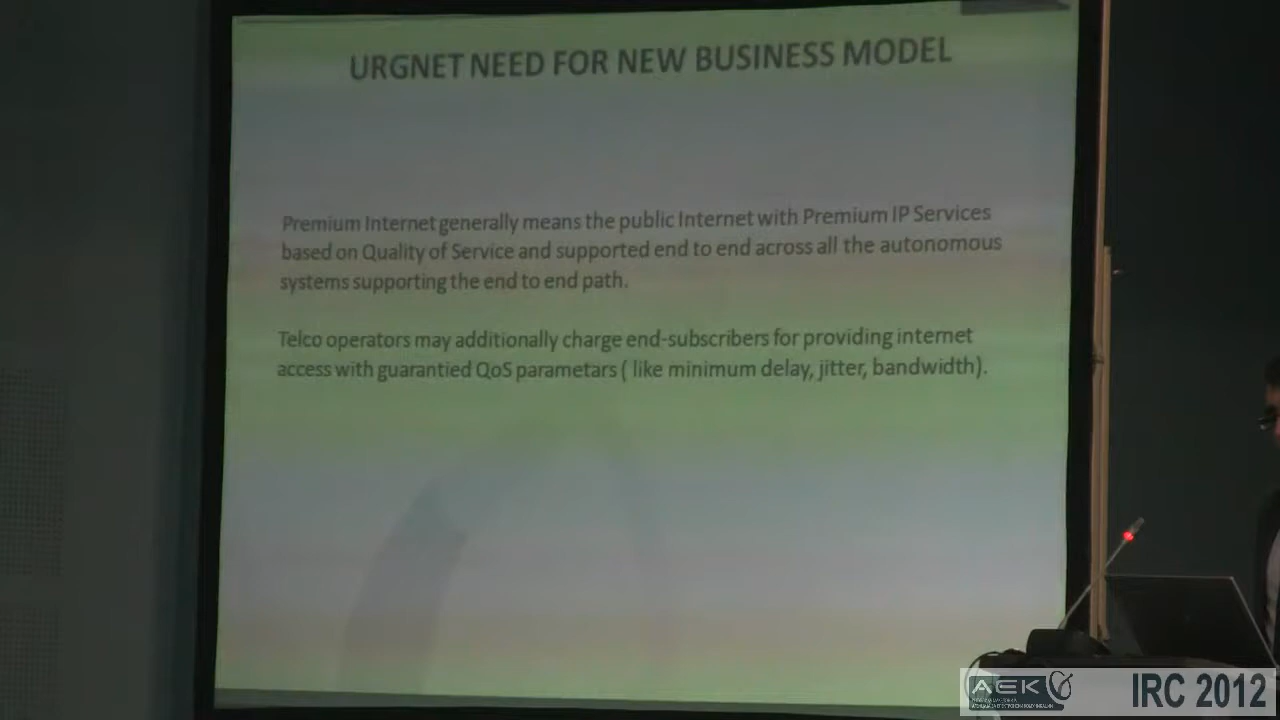 URGNET NEED FOR NEW BUSINESS MODEL
Premium Internet generally means the public Internet with Premium IP Services
based on Quality of Service and supported end to end across all the autonomous
systems supporting the end to end path.
Telco operators may additionally charge end-subscribers for providing internet
access with guarantied QoS parametars ( like minimum delay, jitter, bandwidth).
AEK
IRC 2012